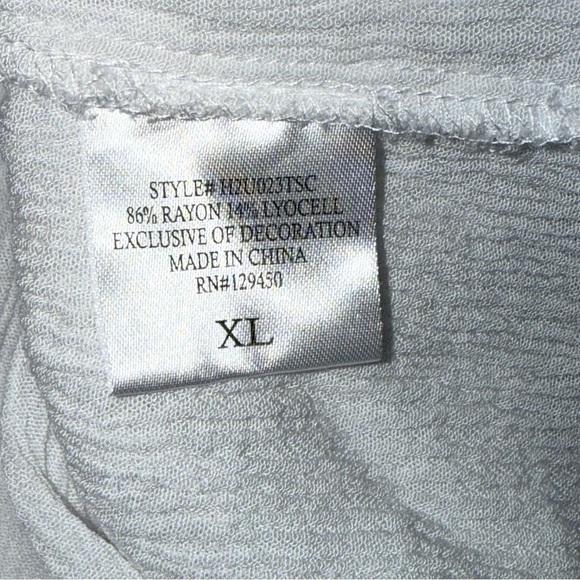 STYLE# H2U023TSC
86% RAYON 14% LYOCELL
EXCLUSIVE OF DECORATION
MADE IN CHINA
RN#129450
XL